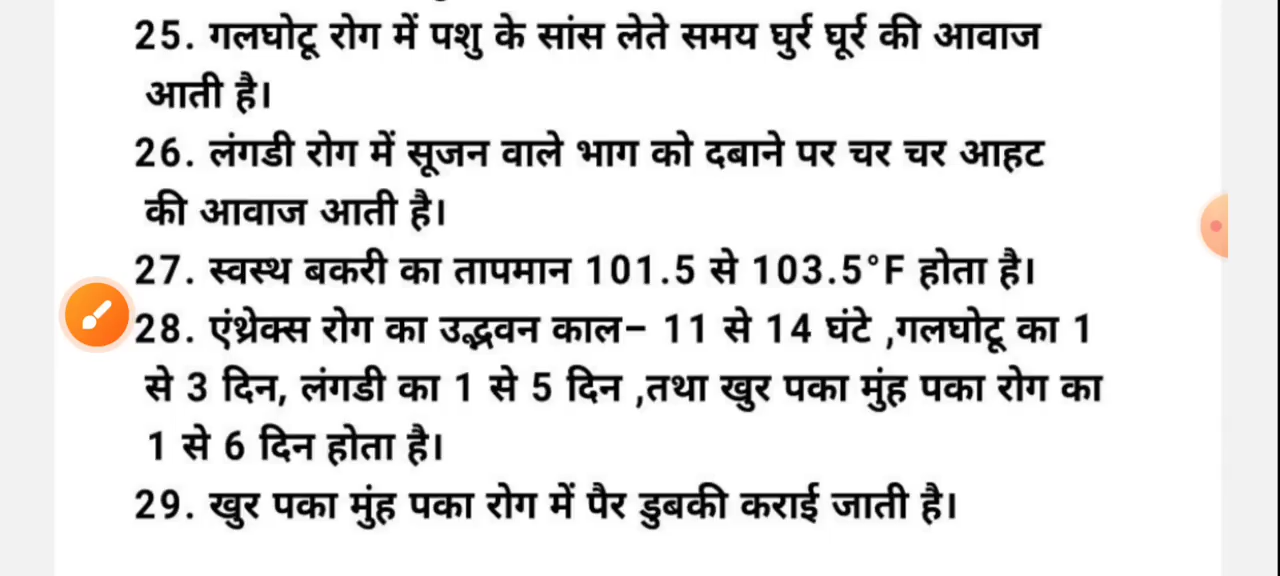 25. गलघोटू रोग में पशु के सांस लेते समय घुर्र घूर्र की आवाज
आती है।
26. लंगडी रोग में सूजन वाले भाग को दबाने पर चर चर आहट
की आवाज आती है।
27. स्वस्थ बकरी का तापमान 101.5 से 103.5°F होता है।
28. एंथ्रेक्स रोग का उद्भवन काल– 11 से 14 घंटे ,गलघोटू का 1
से 3 दिन, लंगडी का 1 से 5 दिन ,तथा खुर पका मुंह पका रोग का
1 से 6 दिन होता है।
29. खुर पका मुंह पका रोग में पैर डुबकी कराई जाती है।